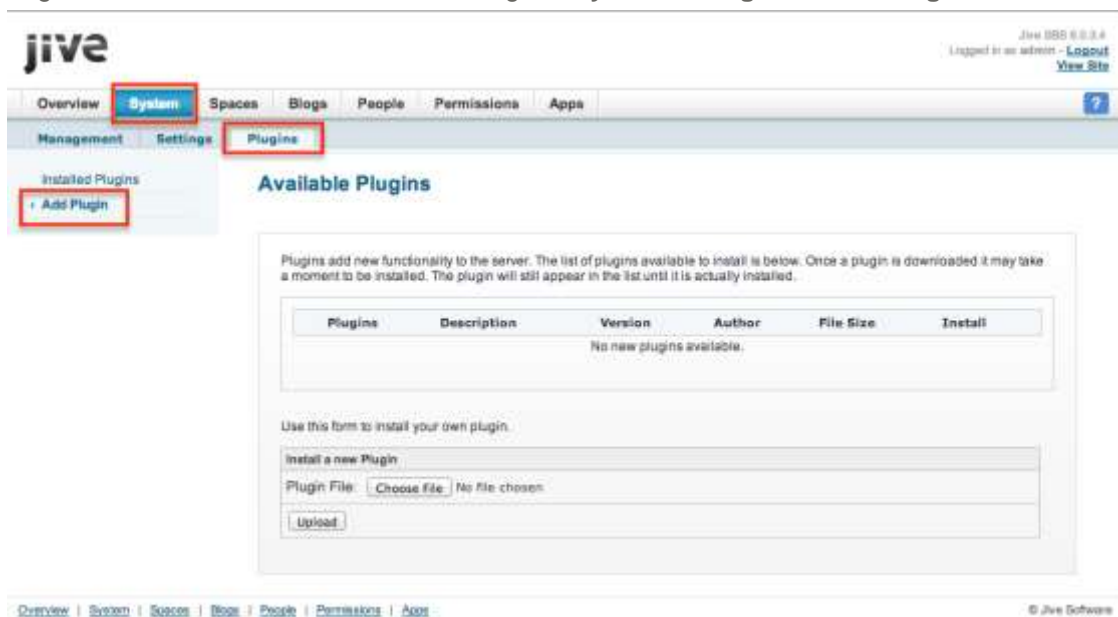 jive
Jive SBS 6.0.3.4
Logged in as admin - Logout
View Site
Overview System Spaces Blogs People Permissions Apps ?
Management Settings Plugins
Installed Plugins
› Add Plugin
Available Plugins
Plugins add new functionality to the server. The list of plugins available to install is below. Once a plugin is downloaded it may take
a moment to be installed. The plugin will still appear in the list until it is actually installed.
Plugins Description Version Author File Size Install
No new plugins available.
Use this form to install your own plugin.
Install a new Plugin
Plugin File: Choose File No file chosen
Upload
Overview | System | Spaces | Blogs | People | Permissions | Apps
© Jive Software